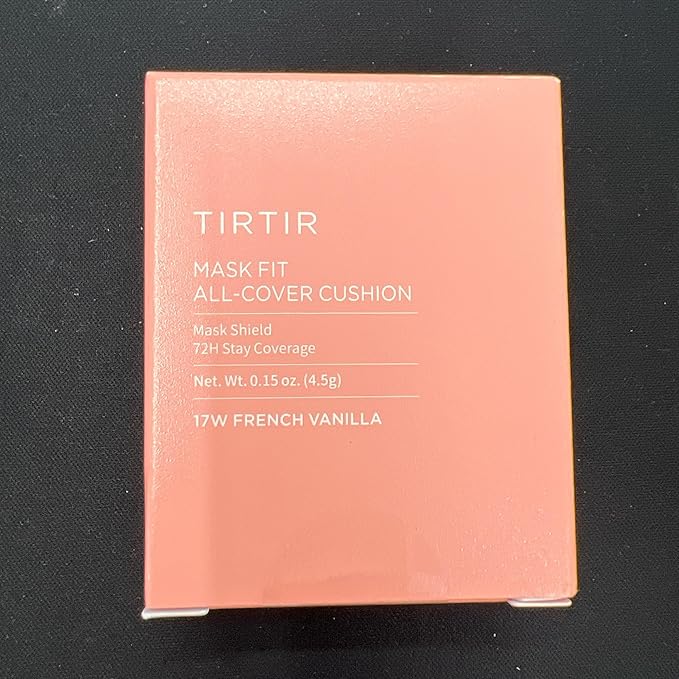 TIRTIR
MASK FIT
ALL-COVER CUSHION
Mask Shield
72H Stay Coverage
Net. Wt. 0.15 oz. (4.5g)
17W FRENCH VANILLA